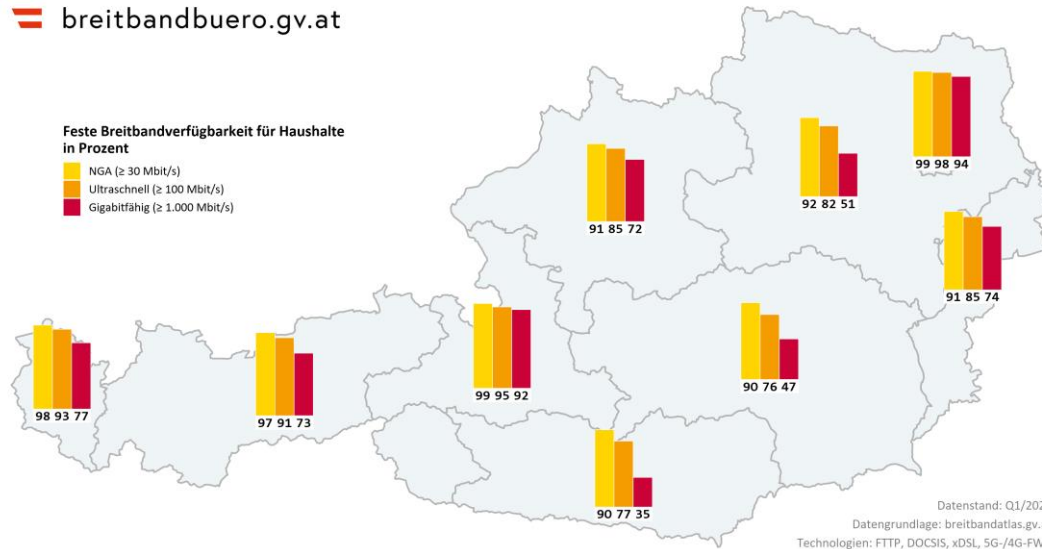 breitbandbuero.gv.at
Feste Breitbandverfügbarkeit für Haushalte
in Prozent
NGA (≥ 30 Mbit/s)
Ultraschnell (≥ 100 Mbit/s)
Gigabitfähig (≥ 1.000 Mbit/s)
99 98 94
92 82 51
91 85 72
91 85 74
90 76 47
99 95 92
98 93 77
97 91 73
90 77 35
Datenstand: Q1/202
Datengrundlage: breitbandatlas.gv.
Technologien: FTTP, DOCSIS, xDSL, 5G-/4G-FW